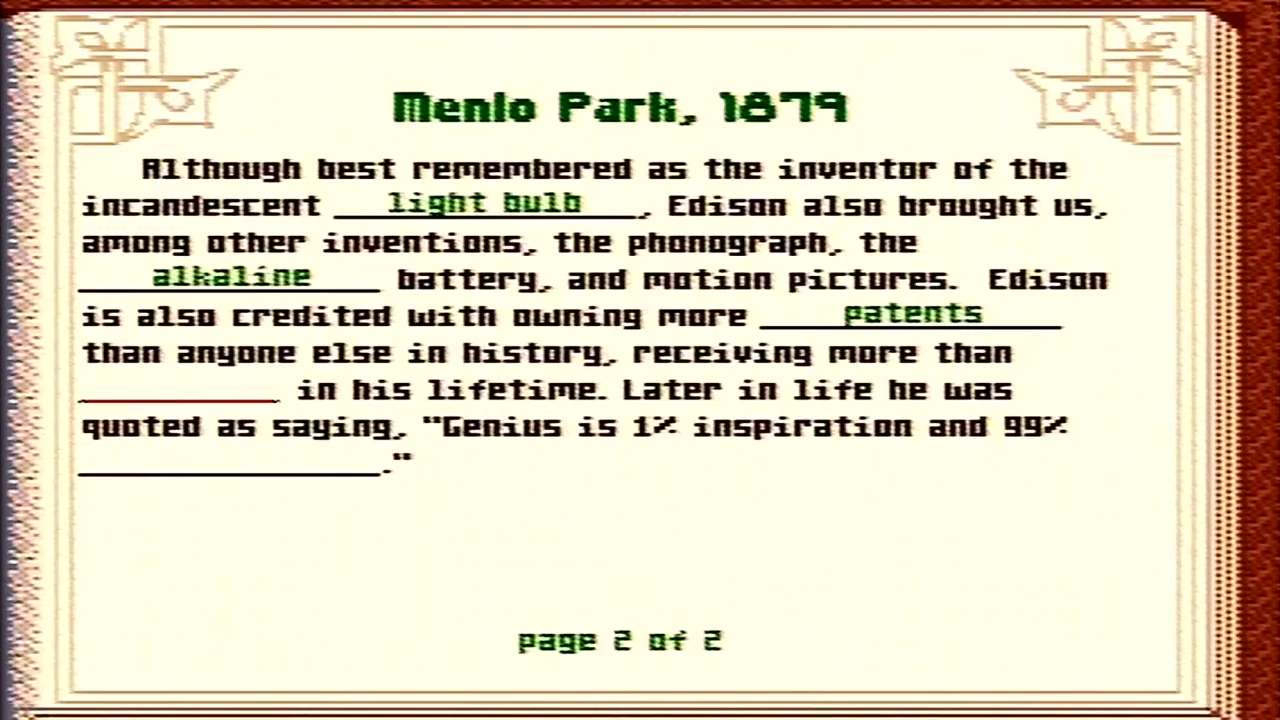 Menlo Park, 1879
Although best remembered as the inventor of the
incandescent light bulb, Edison also brought us,
among other inventions, the phonograph, the
alkaline battery, and motion pictures. Edison
is also credited with owning more patents
than anyone else in history, receiving more than
__________ in his lifetime. Later in life he was
quoted as saying, "Genius is 1% inspiration and 99%
_______________."
page 2 of 2